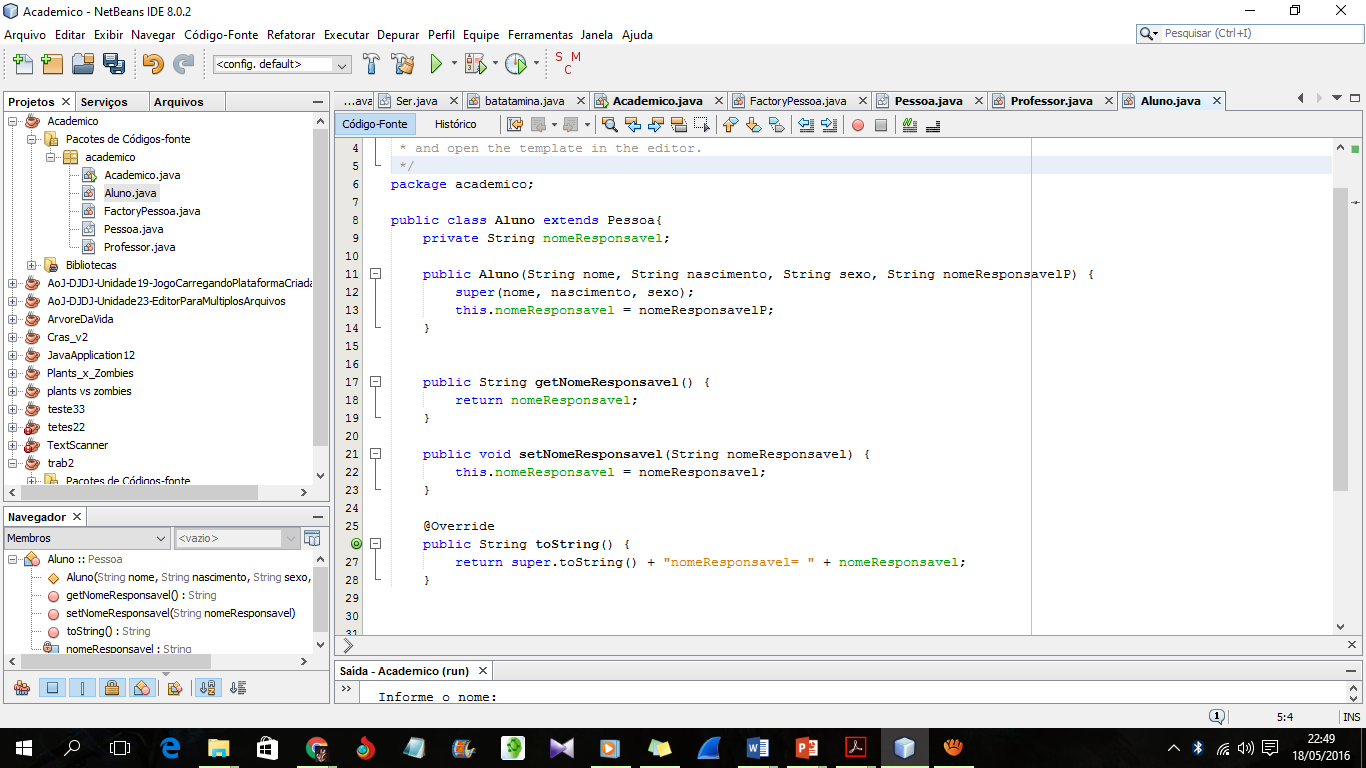 Academico - NetBeans IDE 8.0.2
Arquivo Editar Exibir Navegar Código-Fonte Refatorar Executar Depurar Perfil Equipe Ferramentas Janela Ajuda
Pesquisar (Ctrl+I)
<config. default>
S M
C
Projetos Serviços Arquivos
Academico
Pacotes de Códigos-fonte
academico
Academico.java
Aluno.java
FactoryPessoa.java
Pessoa.java
Professor.java
Bibliotecas
AoJ-DJDJ-Unidade19-JogoCarregandoPlataformaCriada
AoJ-DJDJ-Unidade23-EditorParaMultiplosArquivos
ArvoreDaVida
Cras_v2
JavaApplication12
Plants_x_Zombies
plants vs zombies
teste33
tetes22
TextScanner
trab2
Pacotes de Códigos-fonte
Navegador
Membros <vazio>
Aluno :: Pessoa
Aluno(String nome, String nascimento, String sexo,
getNomeResponsavel() : String
setNomeResponsavel(String nomeResponsavel)
toString() : String
nomeResponsavel : String
...ava Ser.java batatamina.java Academico.java FactoryPessoa.java Pessoa.java Professor.java Aluno.java
Código-Fonte Histórico
4 * and open the template in the editor.
5 */
6 package academico;
7
8 public class Aluno extends Pessoa{
9 private String nomeResponsavel;
10
11 public Aluno(String nome, String nascimento, String sexo, String nomeResponsavelP) {
12 super(nome, nascimento, sexo);
13 this.nomeResponsavel = nomeResponsavelP;
14 }
15
16
17 public String getNomeResponsavel() {
18 return nomeResponsavel;
19 }
20
21 public void setNomeResponsavel(String nomeResponsavel) {
22 this.nomeResponsavel = nomeResponsavel;
23 }
24
25 @Override
public String toString() {
27 return super.toString() + "nomeResponsavel= " + nomeResponsavel;
28 }
29
30
31
Saída - Academico (run)
Informe o nome:
1 5:4 INS
22:49
18/05/2016